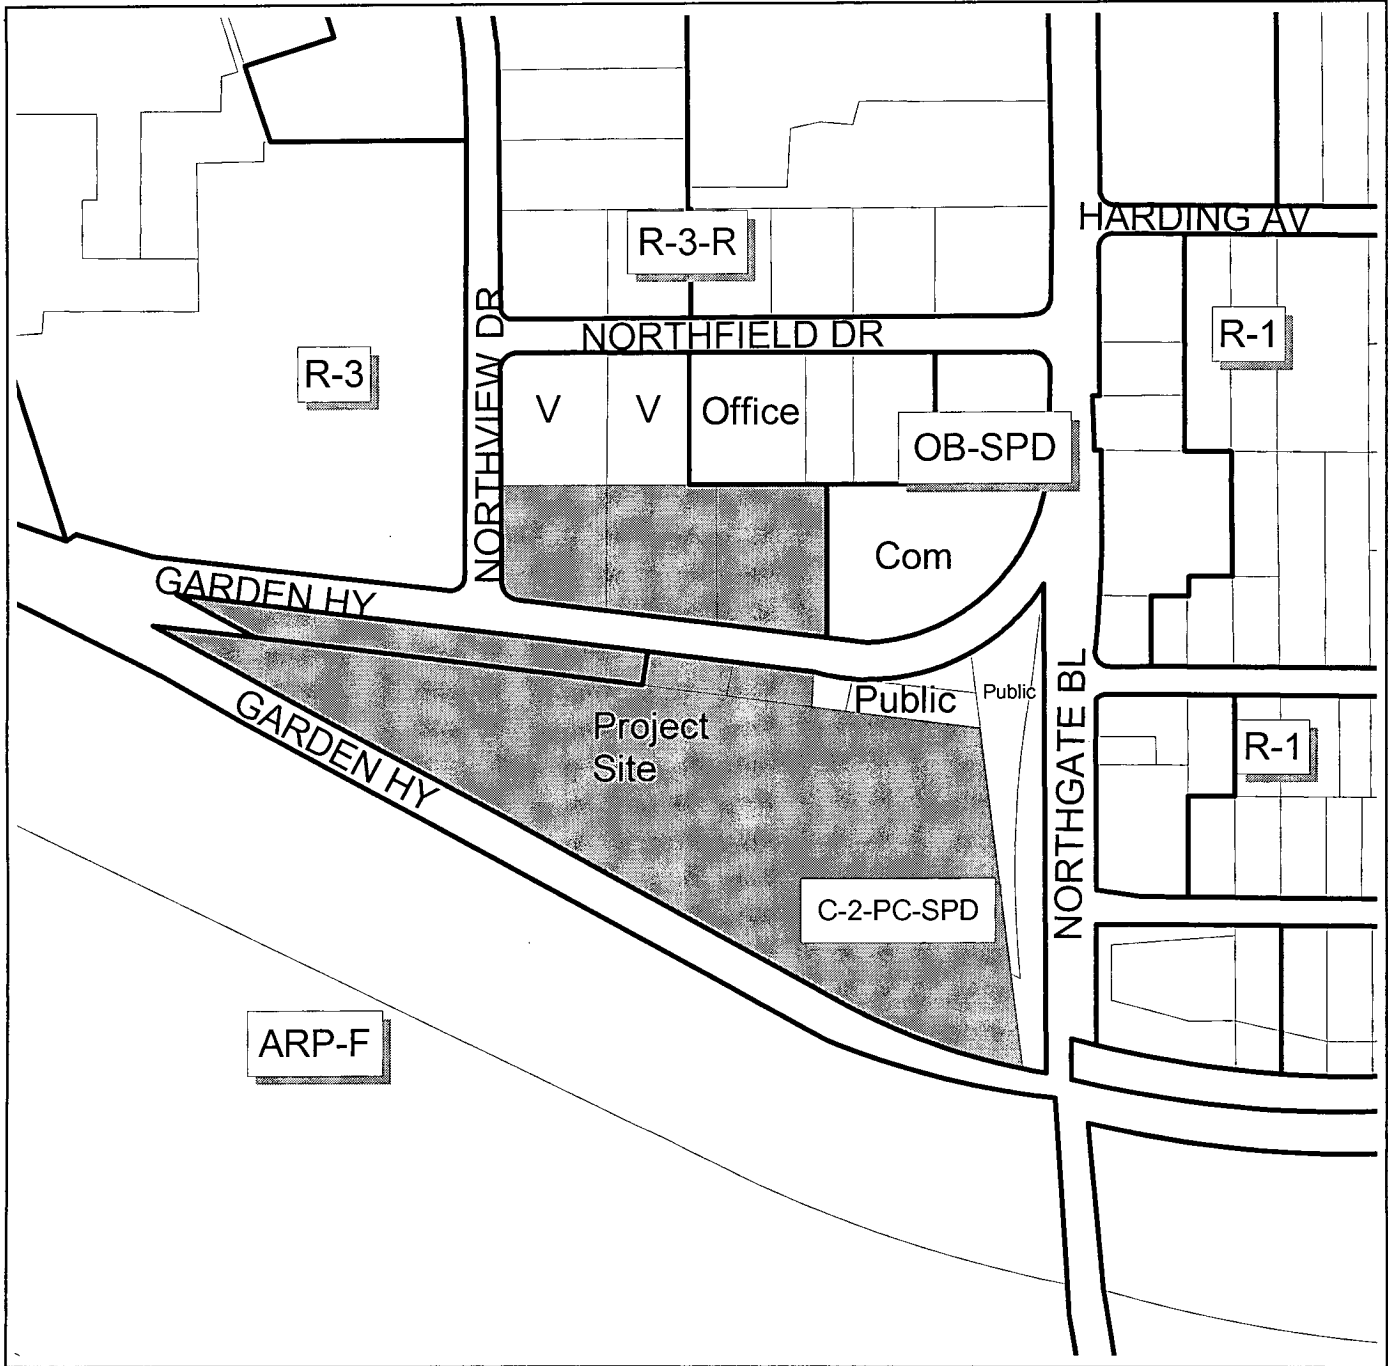 HARDING AV
R-3-R
R-1
NORTHFIELD DR
R-3
NORTHVIEW DR
V
V
Office
OB-SPD
Com
GARDEN HY
Public
Public
Project
Site
GARDEN HY
NORTHGATE BL
R-1
C-2-PC-SPD
ARP-F